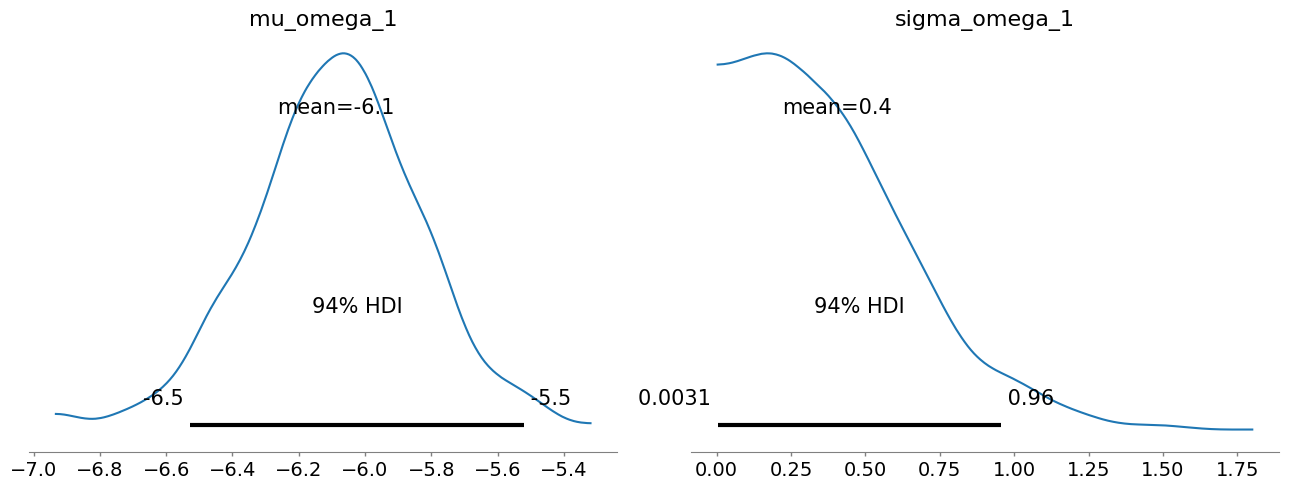 mu_omega_1
mean=-6.1
94% HDI
-6.5
-5.5
−7.0 −6.8 −6.6 −6.4 −6.2 −6.0 −5.8 −5.6 −5.4
sigma_omega_1
mean=0.4
94% HDI
0.0031
0.96
0.00 0.25 0.50 0.75 1.00 1.25 1.50 1.75